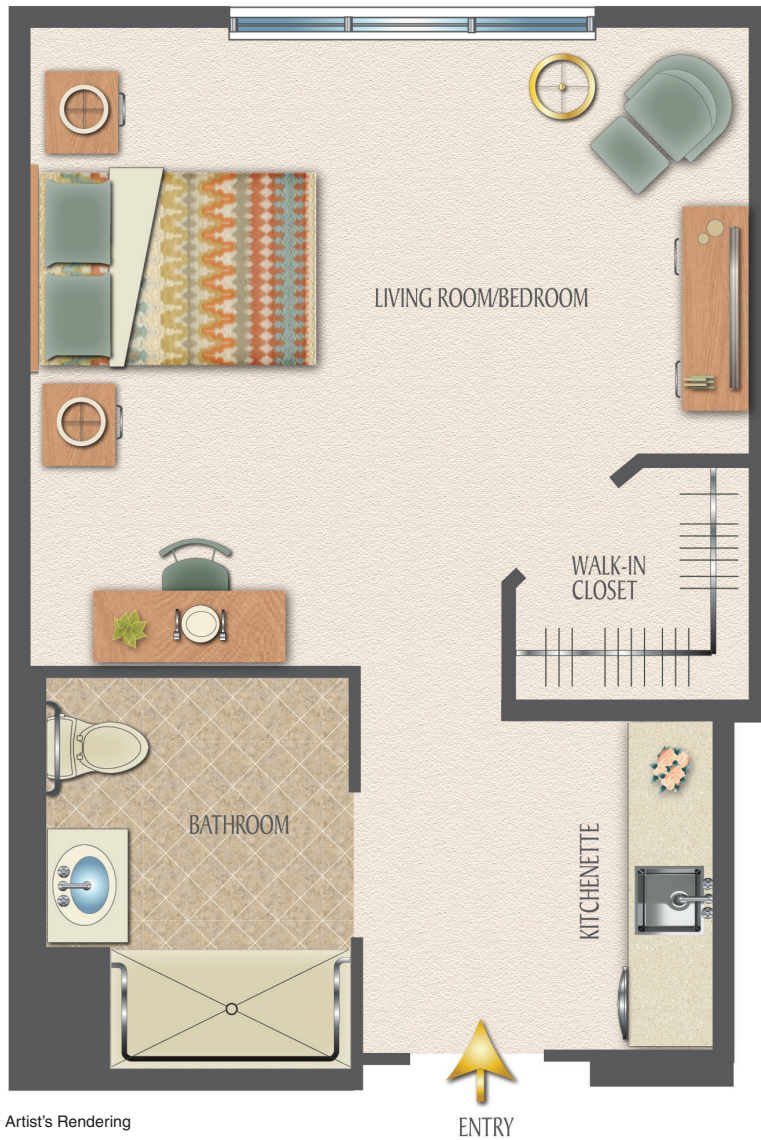 LIVING ROOM/BEDROOM
WALK-IN
CLOSET
BATHROOM
KITCHENETTE
Artist's Rendering
ENTRY